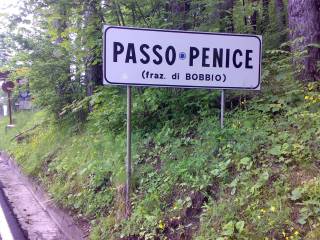 PASSO PENICE
(fraz. di BOBBIO)